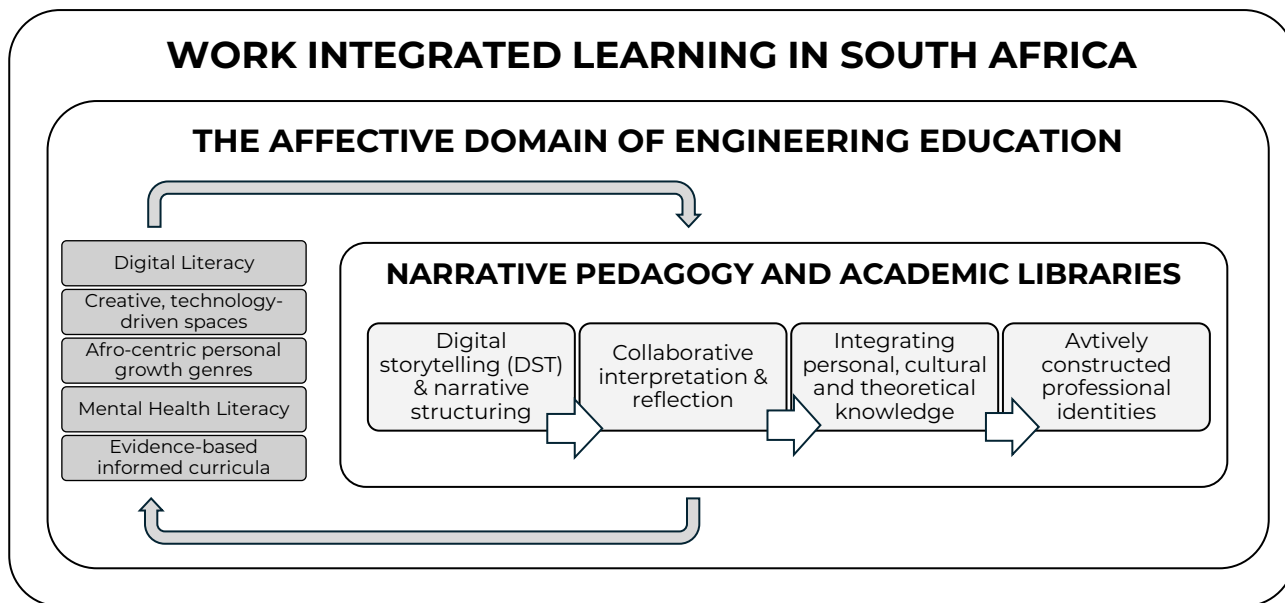 WORK INTEGRATED LEARNING IN SOUTH AFRICA
THE AFFECTIVE DOMAIN OF ENGINEERING EDUCATION
Digital Literacy
Creative, technology-
driven spaces
Afro-centric personal
growth genres
Mental Health Literacy
Evidence-based
informed curricula
NARRATIVE PEDAGOGY AND ACADEMIC LIBRARIES
Digital
storytelling (DST)
& narrative
structuring
Collaborative
interpretation &
reflection
Integrating
personal, cultural
and theoretical
knowledge
Avtively
constructed
professional
identities